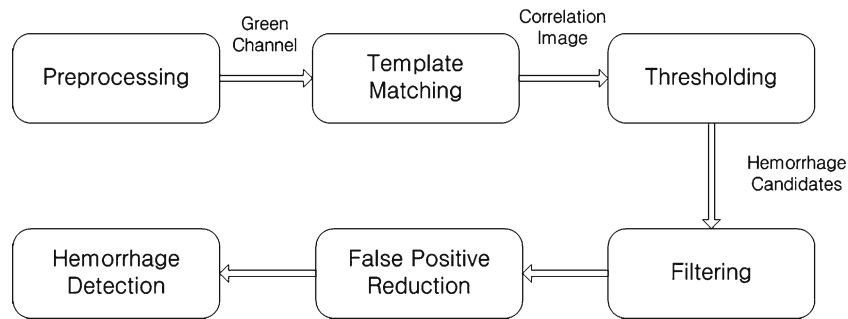 Preprocessing
Green
Channel
Template
Matching
Correlation
Image
Thresholding
Hemorrhage
Candidates
Filtering
False Positive
Reduction
Hemorrhage
Detection